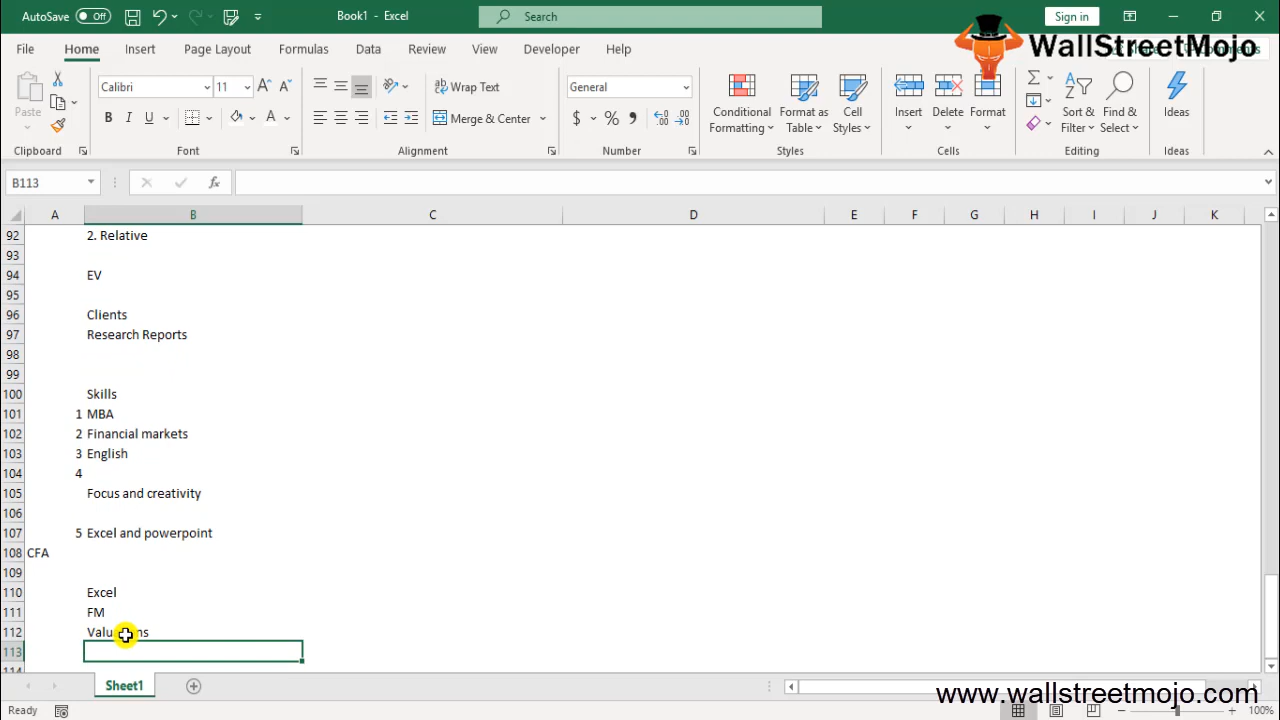 AutoSave Off Book1 - Excel Search Sign in
WallStreetMojo
File Home Insert Page Layout Formulas Data Review View Developer Help
Paste
Clipboard
Calibri 11 A A
B I U A
Font
Wrap Text
Merge & Center
Alignment
General
$ % 9
Number
Conditional Formatting
Format as Table
Cell Styles
Styles
Insert Delete Format
Cells
Sort & Filter
Find & Select
Editing
Ideas
Ideas
B113 fx
A B C D E F G H I J K
92 2. Relative
93
94 EV
95
96 Clients
97 Research Reports
98
99
100 Skills
101 1 MBA
102 2 Financial markets
103 3 English
104 4
105 Focus and creativity
106
107 5 Excel and powerpoint
108 CFA
109
110 Excel
111 FM
112
113
114
Sheet1
www.wallstreetmojo.com
Ready 100%